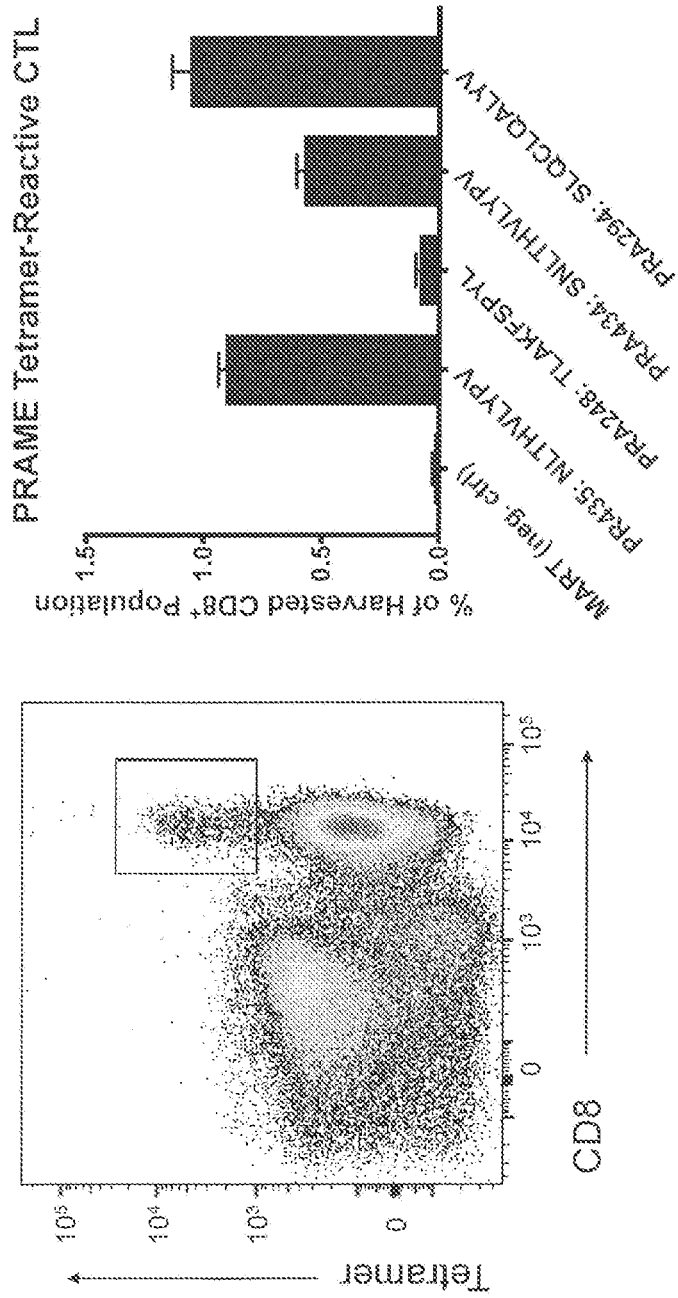 Tetramer
10⁵
10⁴
10³
0
0
10³
10⁴
10⁵
CD8
PRAME Tetramer-Reactive CTL
% of Harvested CD8⁺ Population
1.5
1.0
0.5
0.0
MART (neg. ctrl)
PR435: NLTHVLYPV
PRA248: TLAKFSPYL
PRA434: SNLTHVLYPV
PRA294: SLQCLQALYV